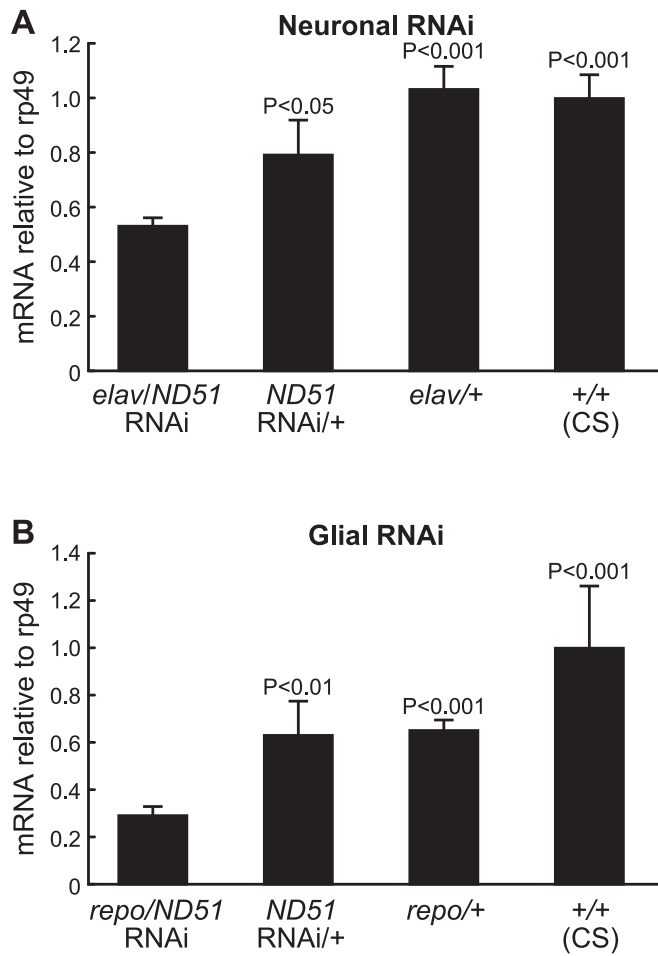 A
Neuronal RNAi
mRNA relative to rp49
1.2
1.0
0.8
0.6
0.4
0.2
0
P<0.05
P<0.001
P<0.001
elav/ND51
RNAi
ND51
RNAi/+
elav/+
+/+
(CS)
B
Glial RNAi
mRNA relative to rp49
1.4
1.2
1.0
0.8
0.6
0.4
0.2
0
P<0.01
P<0.001
P<0.001
repo/ND51
RNAi
ND51
RNAi/+
repo/+
+/+
(CS)